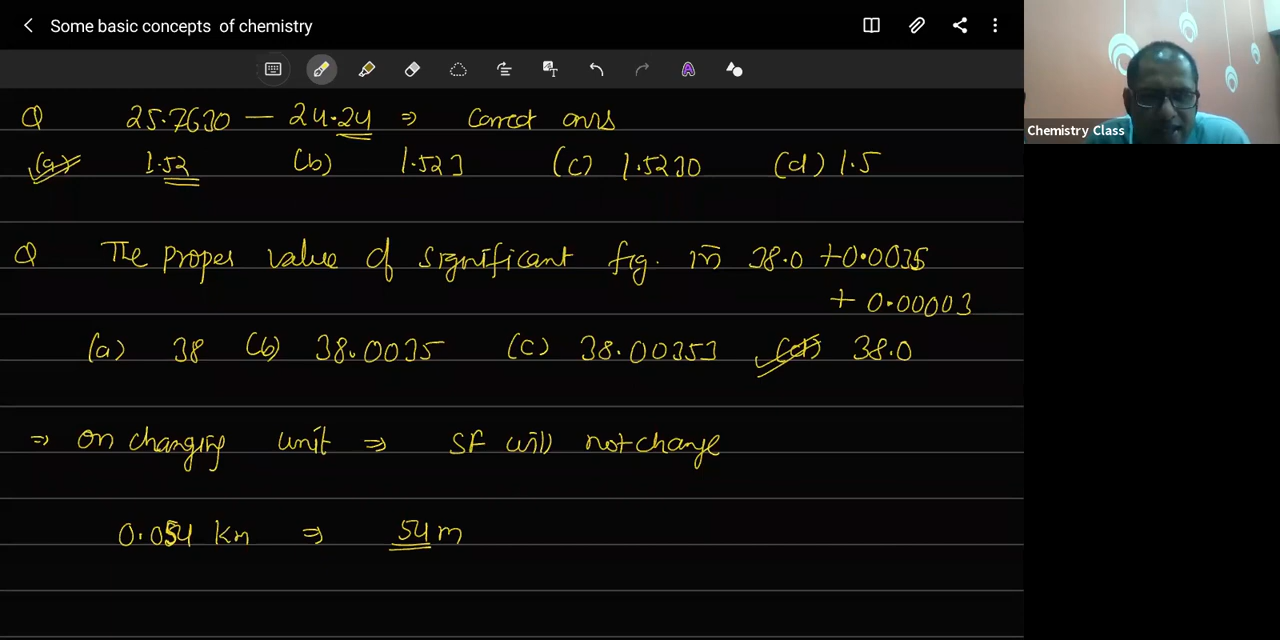 Some basic concepts of chemistry
Chemistry Class
Q 25.7630 — 24.24 ⇒ Correct ans
(a) 1.52 (b) 1.523 (c) 1.5230 (d) 1.5
Q The proper value of significant fig. in 38.0 + 0.0035
+ 0.00003
(a) 38 (b) 38.0035 (c) 38.00353 (d) 38.0
⇒ On changing unit ⇒ SF will not change
0.054 km ⇒ 54 m